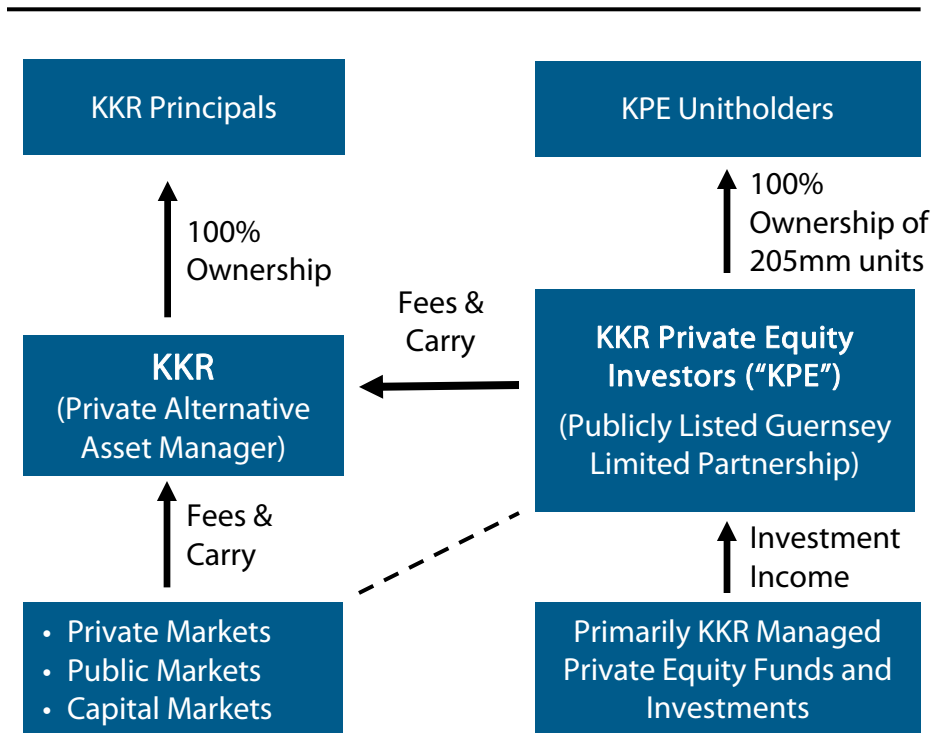 KKR Principals
KPE Unitholders
100%
Ownership
100%
Ownership of
205mm units
Fees &
Carry
KKR
(Private Alternative
Asset Manager)
KKR Private Equity
Investors (“KPE”)
(Publicly Listed Guernsey
Limited Partnership)
Fees &
Carry
Investment
Income
• Private Markets
• Public Markets
• Capital Markets
Primarily KKR Managed
Private Equity Funds and
Investments